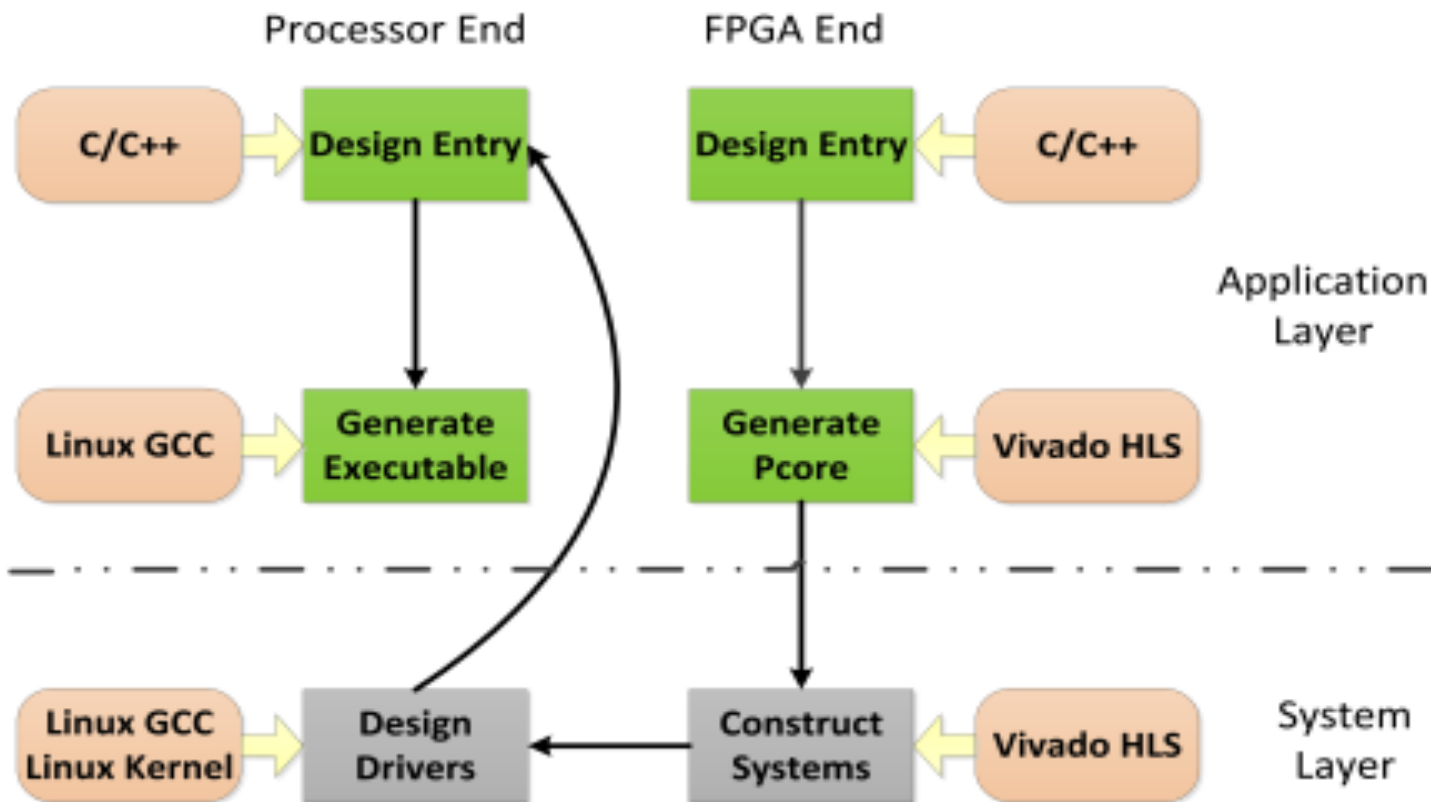 Processor End
FPGA End
C/C++
Design Entry
Design Entry
C/C++
Application
Layer
Linux GCC
Generate
Executable
Generate
Pcore
Vivado HLS
Linux GCC
Linux Kernel
Design
Drivers
Construct
Systems
Vivado HLS
System
Layer